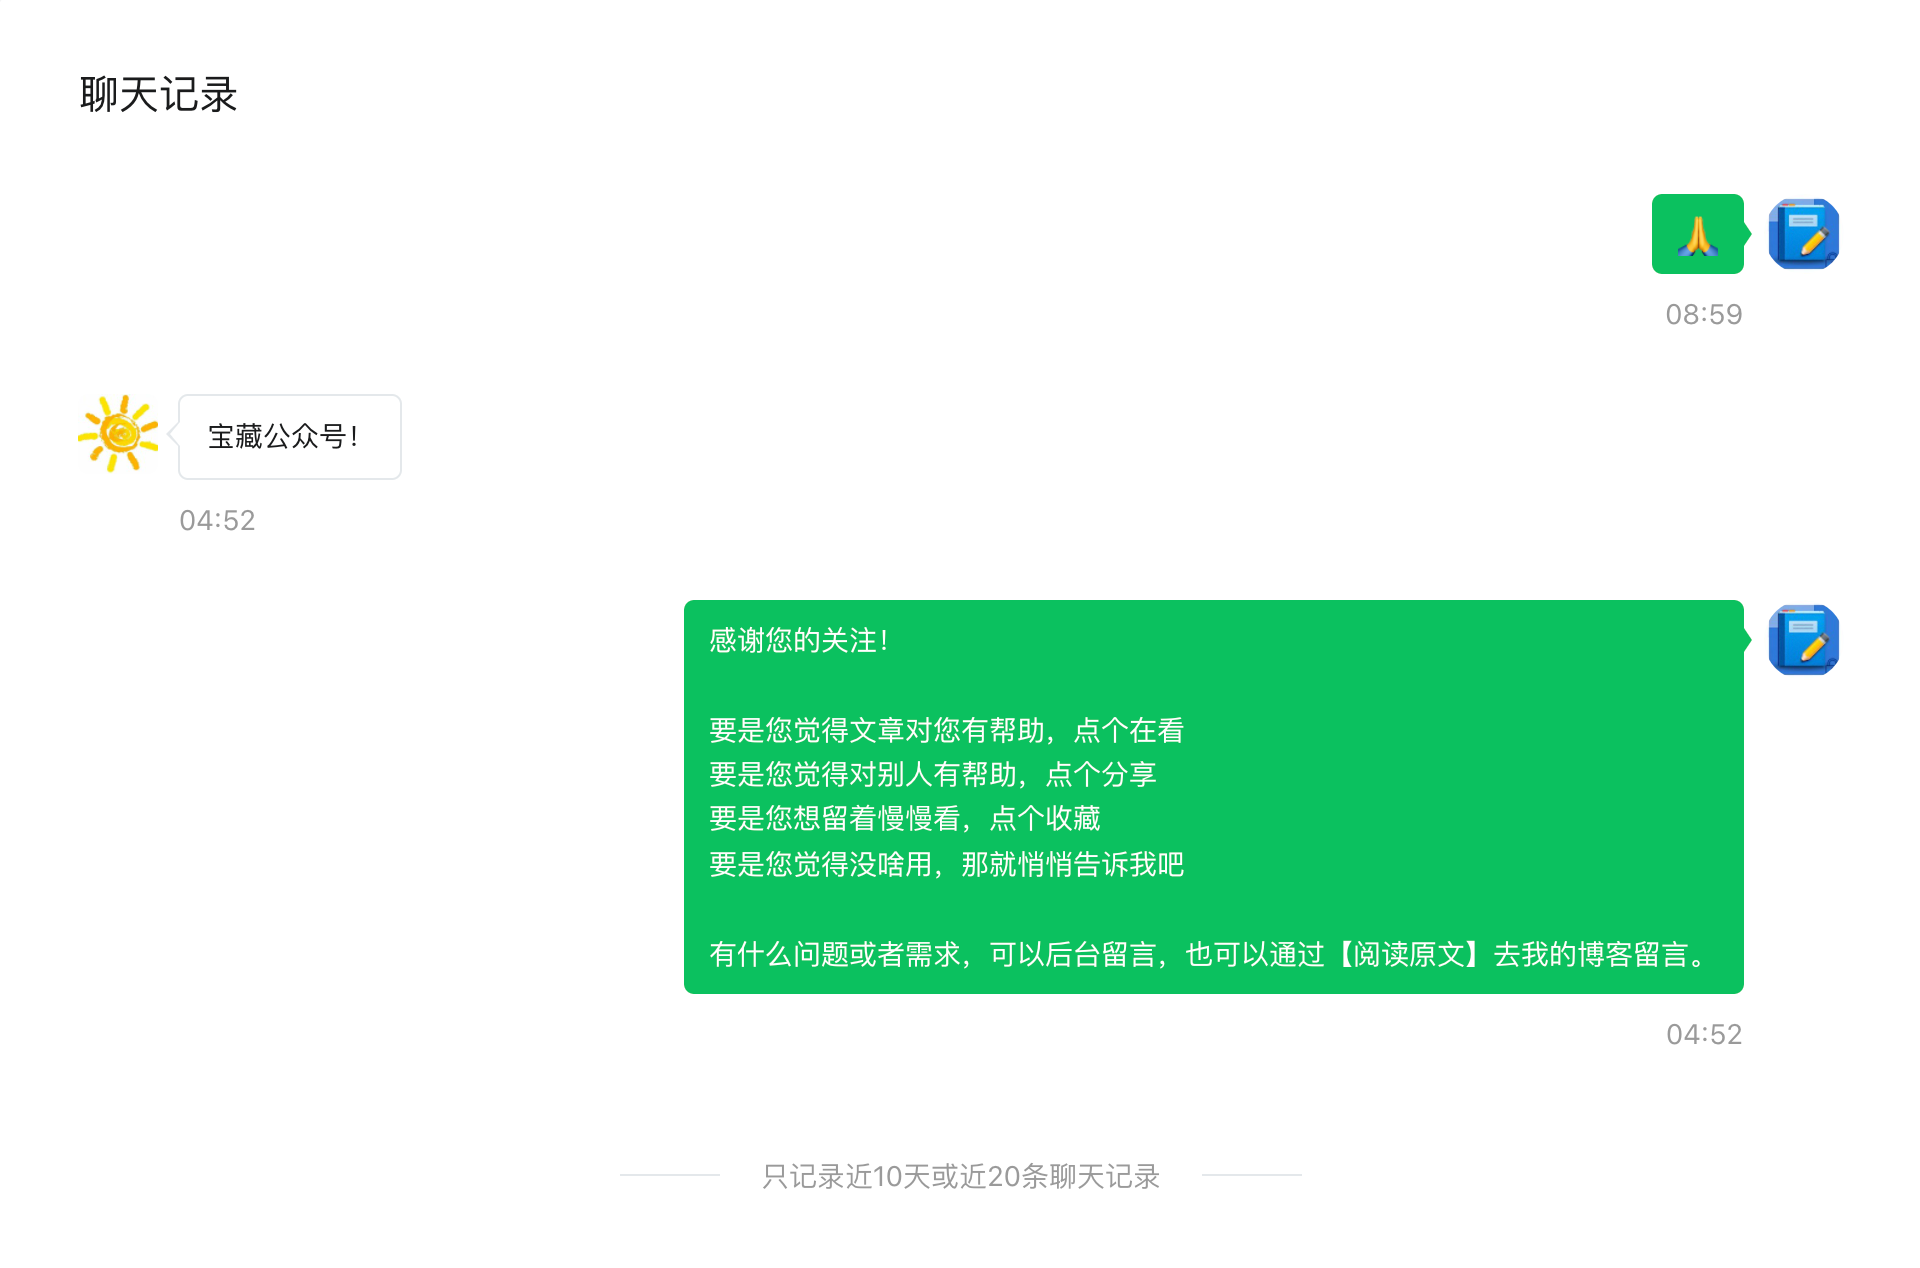 聊天记录
🙏
08:59
宝藏公众号！
04:52
感谢您的关注！
要是您觉得文章对您有帮助，点个在看
要是您觉得对别人有帮助，点个分享
要是您想留着慢慢看，点个收藏
要是您觉得没啥用，那就悄悄告诉我吧
有什么问题或者需求，可以后台留言，也可以通过【阅读原文】去我的博客留言。
04:52
只记录近10天或近20条聊天记录